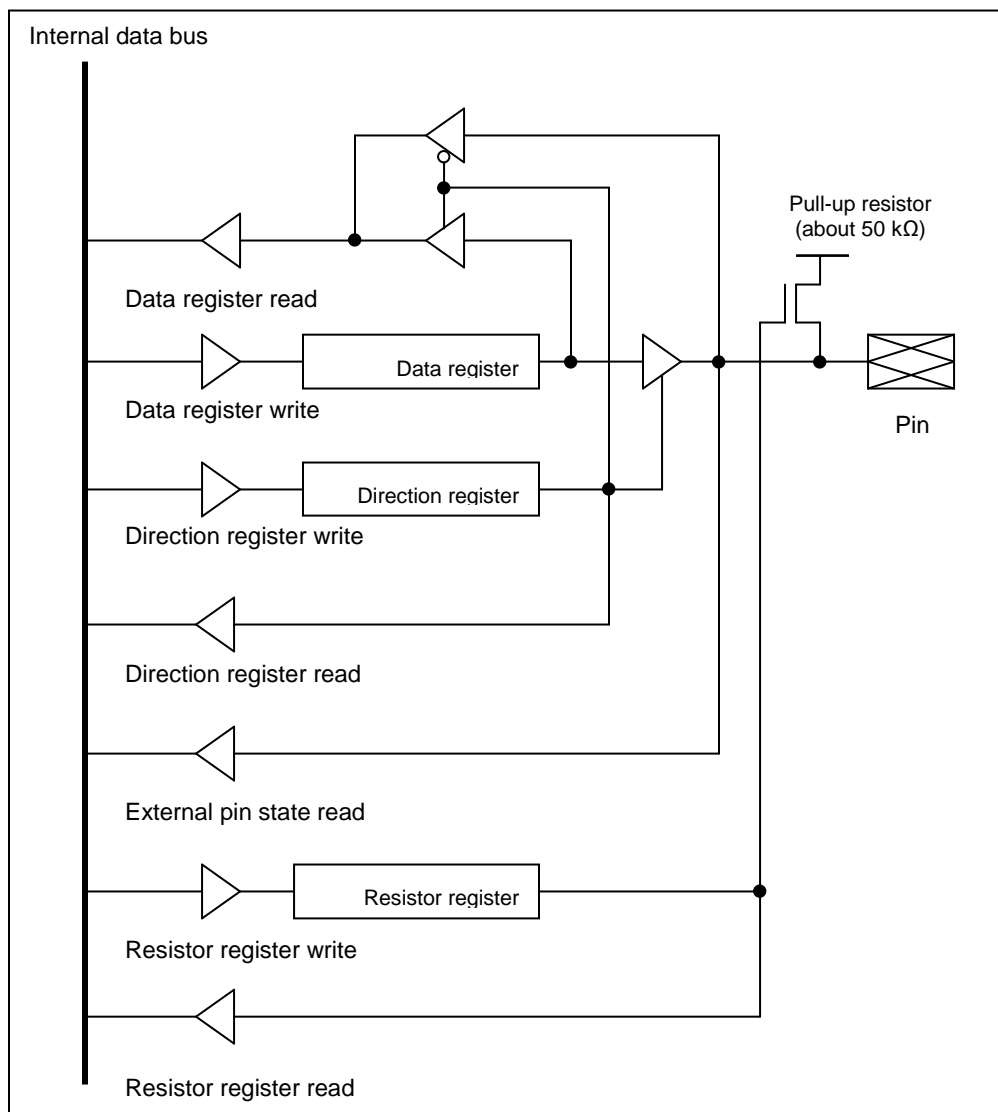 Internal data bus
Pull-up resistor
(about 50 kΩ)
Data register read
Data register
Data register write
Pin
Direction register
Direction register write
Direction register read
External pin state read
Resistor register
Resistor register write
Resistor register read